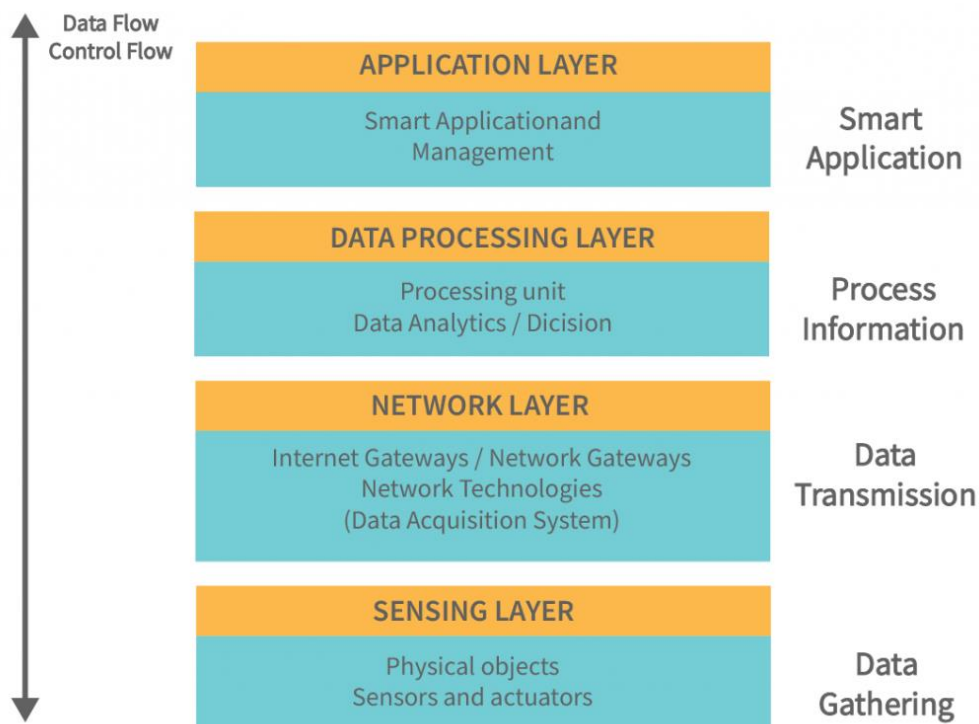 Data Flow
Control Flow
APPLICATION LAYER
Smart Applicationand
Management
Smart
Application
DATA PROCESSING LAYER
Processing unit
Data Analytics / Dicision
Process
Information
NETWORK LAYER
Internet Gateways / Network Gateways
Network Technologies
(Data Acquisition System)
Data
Transmission
SENSING LAYER
Physical objects
Sensors and actuators
Data
Gathering